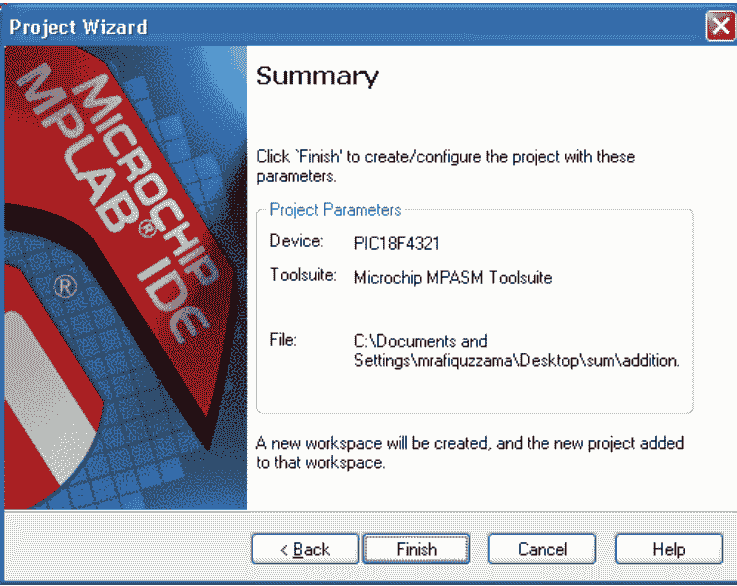 Project Wizard
MICROCHIP
MPLAB® IDE
®
Summary
Click `Finish' to create/configure the project with these
parameters.
Project Parameters
Device: PIC18F4321
Toolsuite: Microchip MPASM Toolsuite
File: C:\Documents and
Settings\mrafiquzzama\Desktop\sum\addition.
A new workspace will be created, and the new project added
to that workspace.
< Back Finish Cancel Help